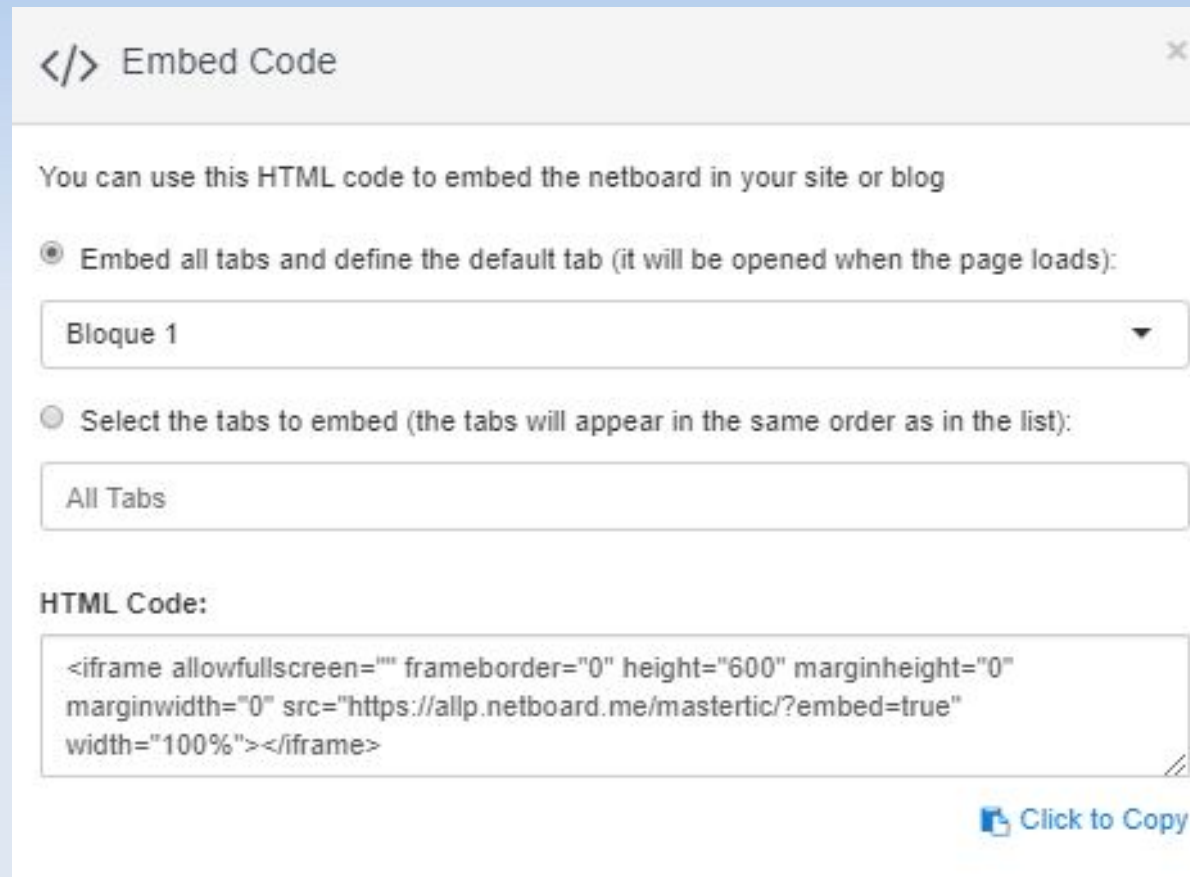 </> Embed Code
×
You can use this HTML code to embed the netboard in your site or blog
Embed all tabs and define the default tab (it will be opened when the page loads):
Bloque 1
Select the tabs to embed (the tabs will appear in the same order as in the list):
All Tabs
HTML Code:
<iframe allowfullscreen="" frameborder="0" height="600" marginheight="0"
marginwidth="0" src="https://allp.netboard.me/mastertic/?embed=true"
width="100%"></iframe>
Click to Copy